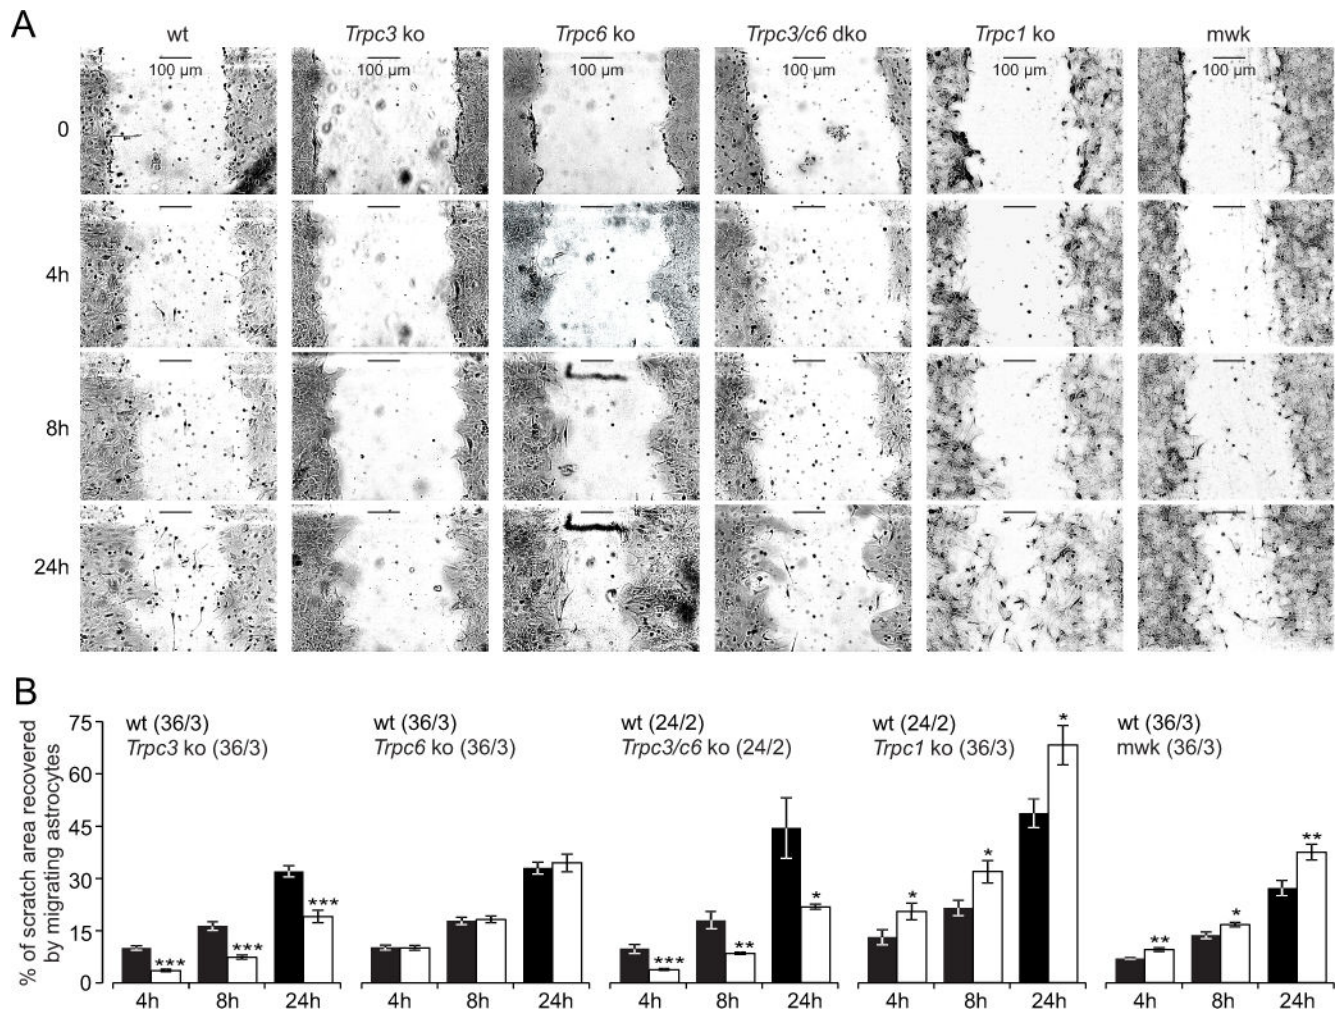 A
wt
Trpc3 ko
Trpc6 ko
Trpc3/c6 dko
Trpc1 ko
mwk
100 µm
100 µm
100 µm
100 µm
100 µm
100 µm
0
4h
8h
24h
B
% of scratch area recovered
by migrating astrocytes
75
60
45
30
15
0
wt (36/3)
Trpc3 ko (36/3)
***
***
***
4h
8h
24h
wt (36/3)
Trpc6 ko (36/3)
4h
8h
24h
wt (24/2)
Trpc3/c6 ko (24/2)
***
**
*
4h
8h
24h
wt (24/2)
Trpc1 ko (36/3)
*
*
*
4h
8h
24h
wt (36/3)
mwk (36/3)
**
*
**
4h
8h
24h